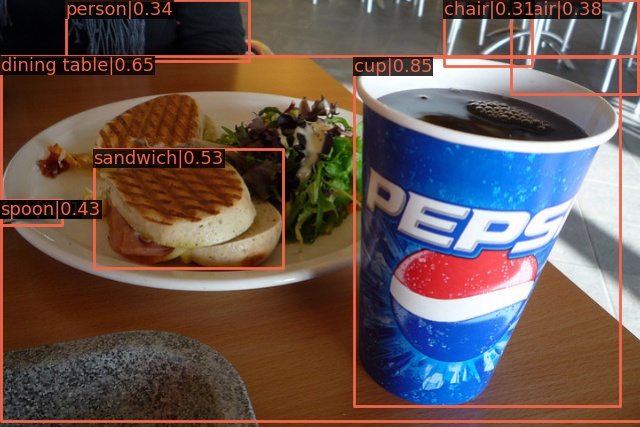 person|0.34
chair|0.31
air|0.38
dining table|0.65
cup|0.85
sandwich|0.53
spoon|0.43
PEPSI